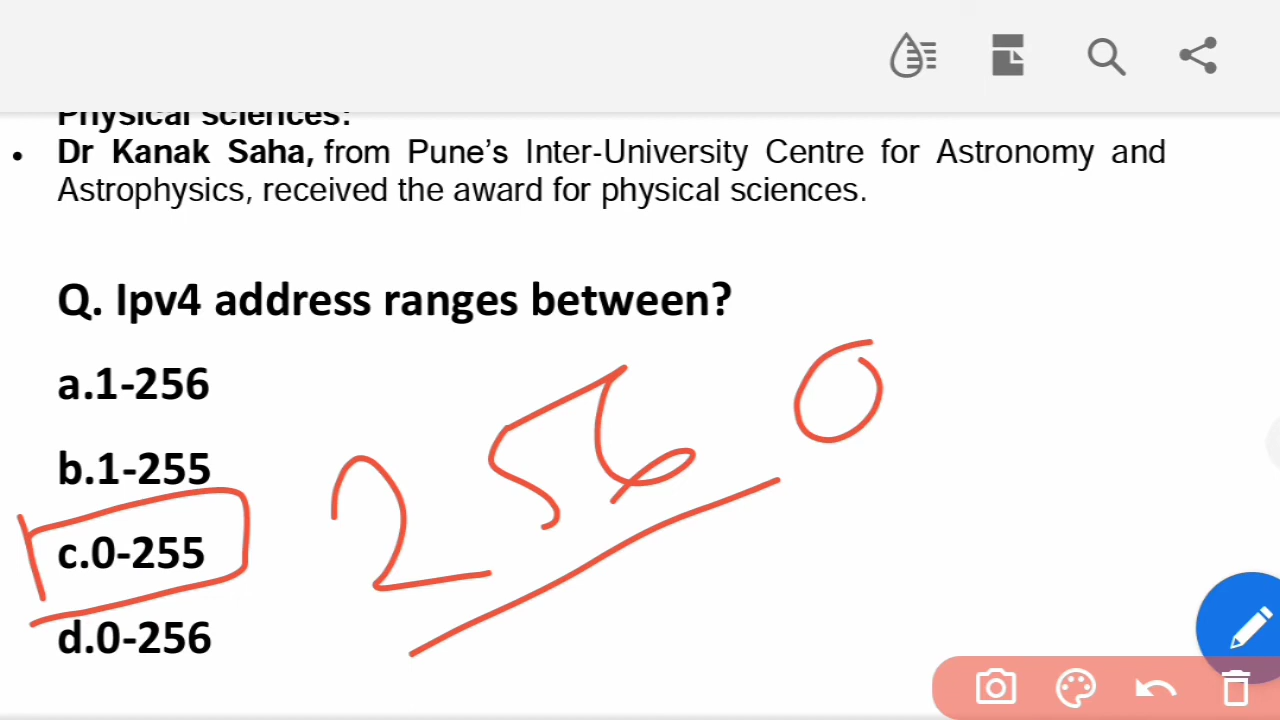 Physical sciences:
• Dr Kanak Saha, from Pune’s Inter-University Centre for Astronomy and
Astrophysics, received the award for physical sciences.
Q. Ipv4 address ranges between?
a.1-256
b.1-255
c.0-255
d.0-256
256 0